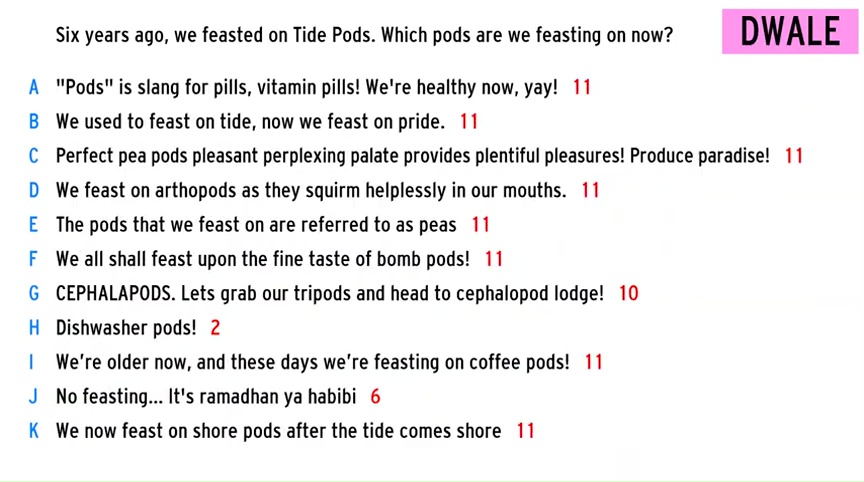 Six years ago, we feasted on Tide Pods. Which pods are we feasting on now?
DWALE
A "Pods" is slang for pills, vitamin pills! We're healthy now, yay! 11
B We used to feast on tide, now we feast on pride. 11
C Perfect pea pods pleasant perplexing palate provides plentiful pleasures! Produce paradise! 11
D We feast on arthopods as they squirm helplessly in our mouths. 11
E The pods that we feast on are referred to as peas 11
F We all shall feast upon the fine taste of bomb pods! 11
G CEPHALAPODS. Lets grab our tripods and head to cephalopod lodge! 10
H Dishwasher pods! 2
I We’re older now, and these days we’re feasting on coffee pods! 11
J No feasting... It's ramadhan ya habibi 6
K We now feast on shore pods after the tide comes shore 11